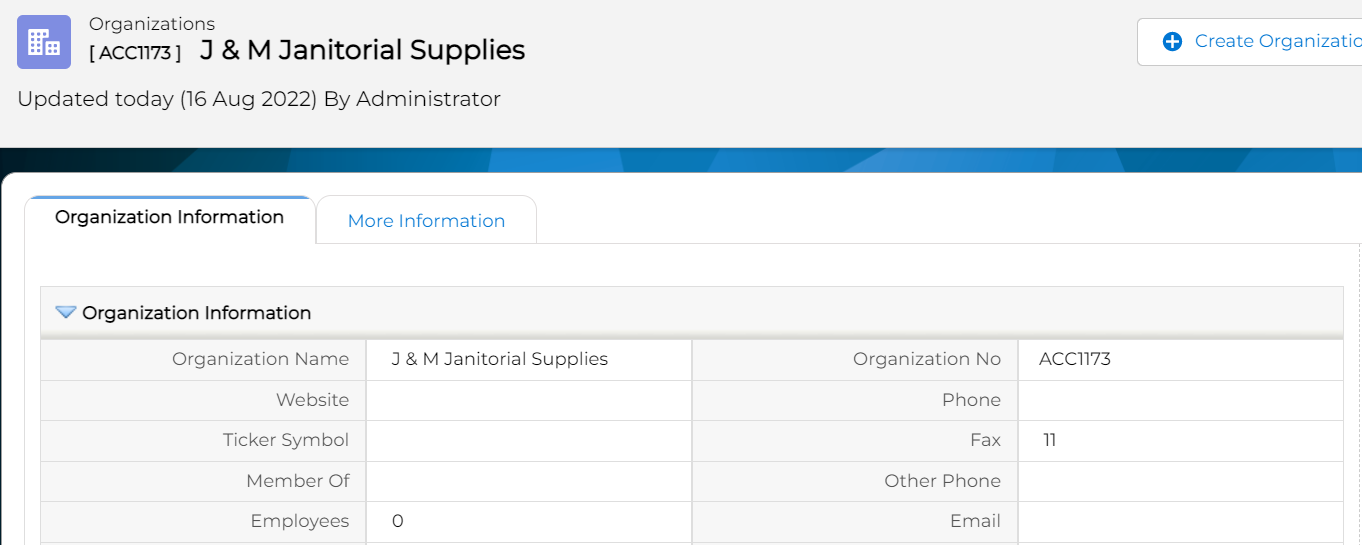 Organizations
[ ACC1173 ] J & M Janitorial Supplies
Create
Updated today (16 Aug 2022) By Administrator
Organization Information
More Information
Organization Information
Organization Name J & M Janitorial Supplies Organization No ACC1173
Website Phone
Ticker Symbol Fax 11
Member Of Other Phone
Employees 0 Email